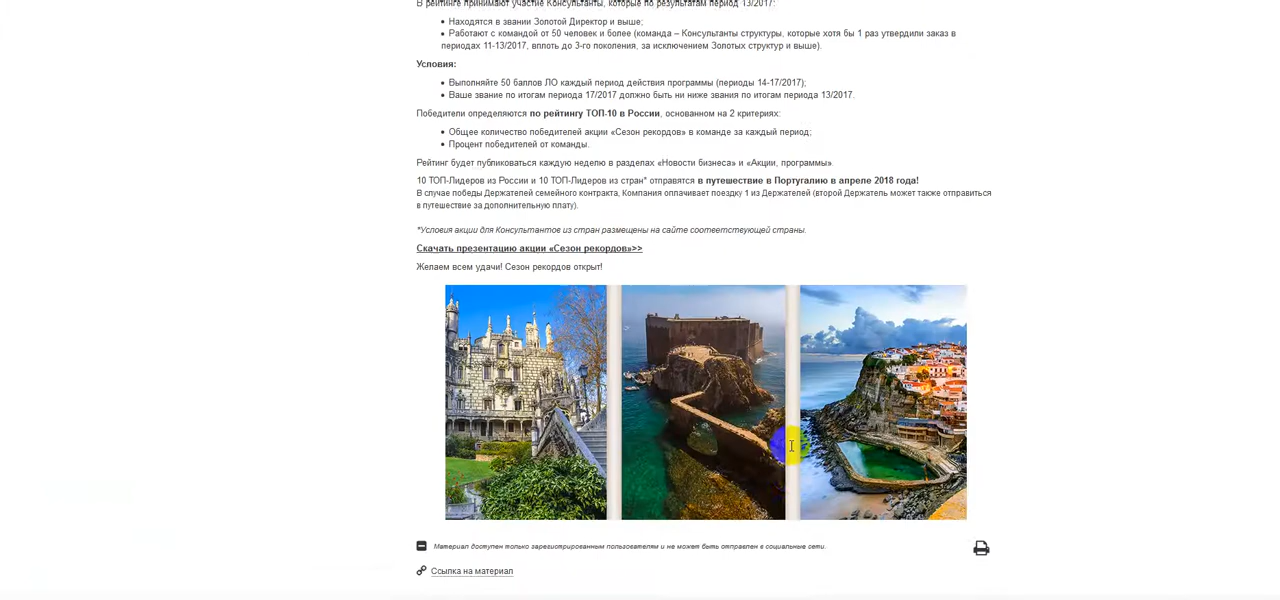 В рейтинге принимают участие Консультанты, которые по результатам период 13/2017:
• Находятся в звании Золотой Директор и выше;
• Работают с командой от 50 человек и более (команда – Консультанты структуры, которые хотя бы 1 раз утвердили заказ в
периодах 11-13/2017, вплоть до 3-го поколения, за исключением Золотых структур и выше).
Условия:
• Выполняйте 50 баллов ЛО каждый период действия программы (периоды 14-17/2017);
• Ваше звание по итогам периода 17/2017 должно быть ни ниже звания по итогам периода 13/2017.
Победители определяются по рейтингу ТОП-10 в России, основанном на 2 критериях:
• Общее количество победителей акции «Сезон рекордов» в команде за каждый период;
• Процент победителей от команды.
Рейтинг будет публиковаться каждую неделю в разделах «Новости бизнеса» и «Акции, программы».
10 ТОП-Лидеров из России и 10 ТОП-Лидеров из стран* отправятся в путешествие в Португалию в апреле 2018 года!
В случае победы Держателей семейного контракта, Компания оплачивает поездку 1 из Держателей (второй Держатель может также отправиться
в путешествие за дополнительную плату).
*Условия акции для Консультантов из стран размещены на сайте соответствующей страны.
Скачать презентацию акции «Сезон рекордов»>>
Желаем всем удачи! Сезон рекордов открыт!
Материал доступен только зарегистрированным пользователям и не может быть отправлен в социальные сети.
Ссылка на материал